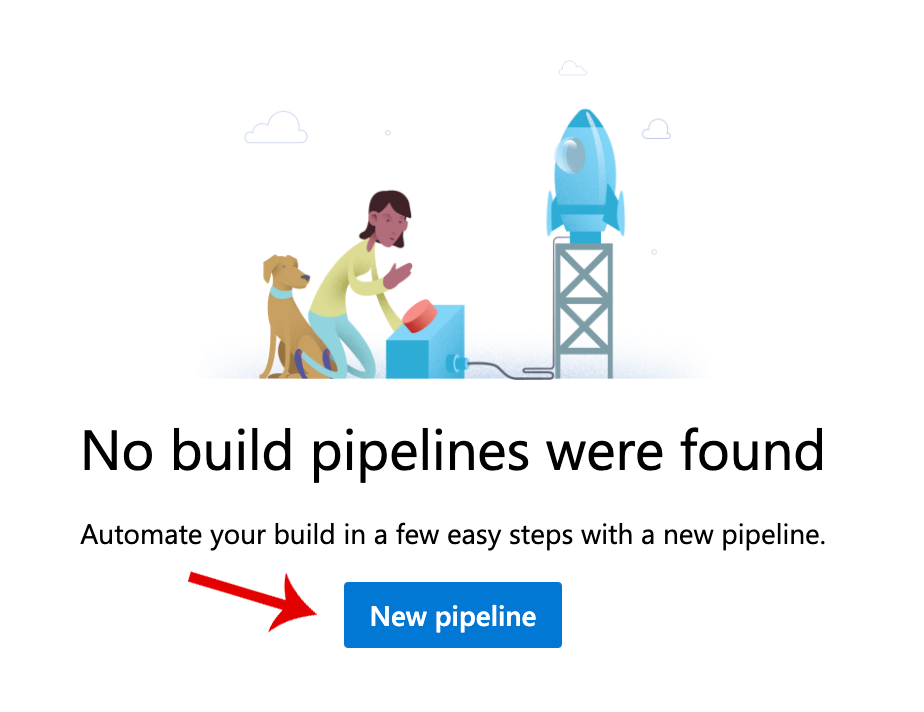 No build pipelines were found
Automate your build in a few easy steps with a new pipeline.
New pipeline